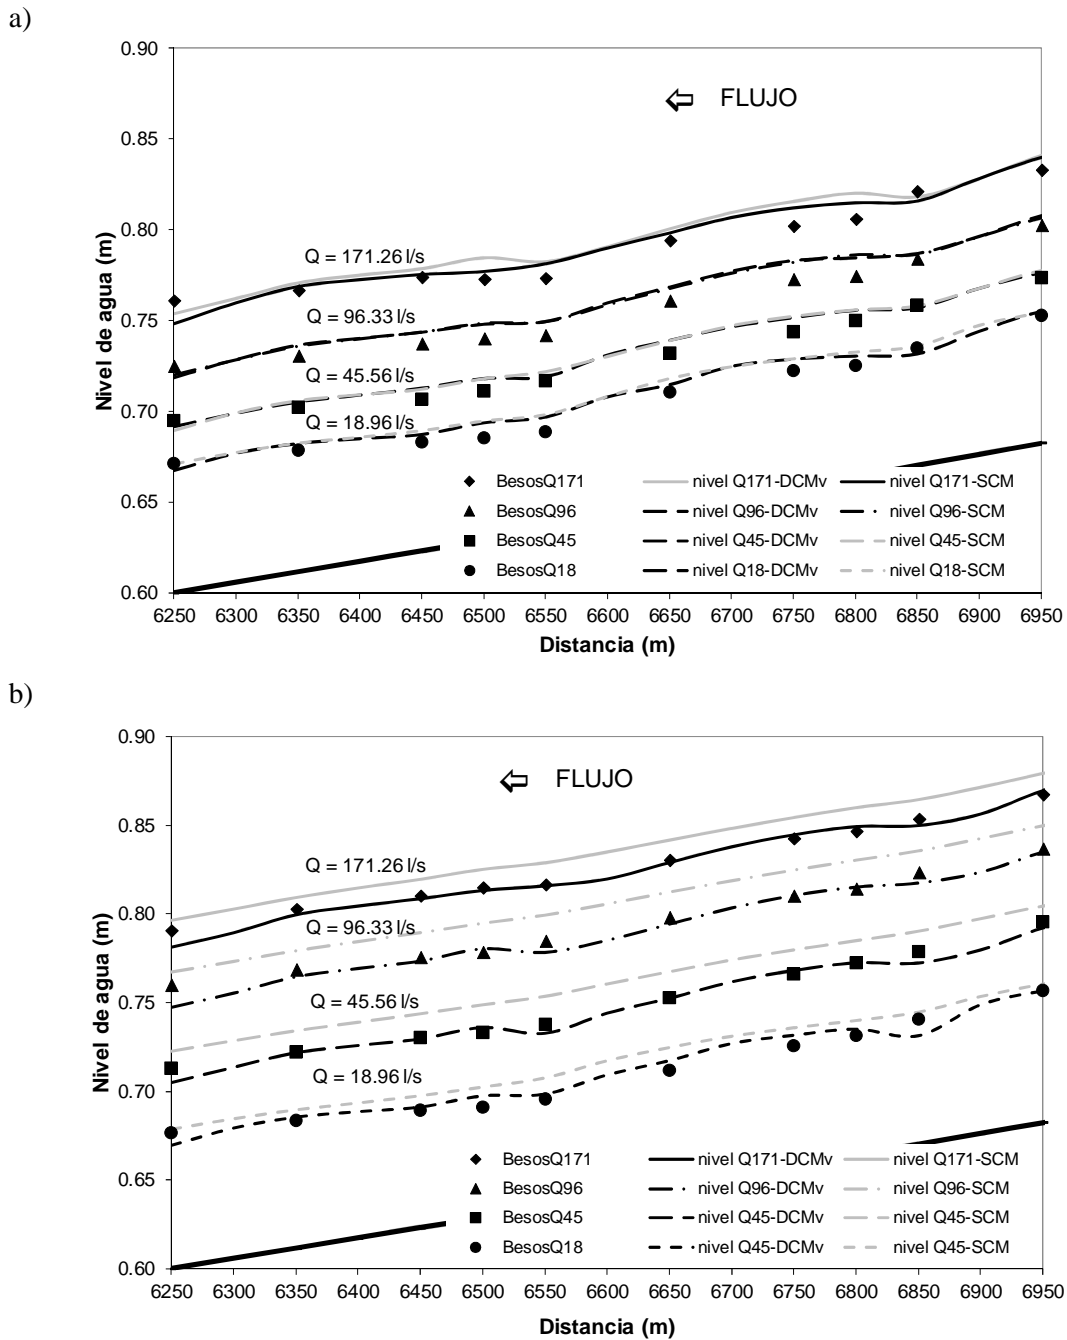 a)
0.90
FLUJO
0.85
0.80
Q = 171.26 l/s
0.75
Q = 96.33 l/s
Q = 45.56 l/s
0.70
Q = 18.96 l/s
0.65
0.60
Nivel de agua (m)
BesosQ171 nivel Q171-DCMv nivel Q171-SCM
BesosQ96 nivel Q96-DCMv nivel Q96-SCM
BesosQ45 nivel Q45-DCMv nivel Q45-SCM
BesosQ18 nivel Q18-DCMv nivel Q18-SCM
6250 6300 6350 6400 6450 6500 6550 6600 6650 6700 6750 6800 6850 6900 6950
Distancia (m)
b)
0.90
FLUJO
0.85
Q = 171.26 l/s
0.80
Q = 96.33 l/s
0.75
Q = 45.56 l/s
0.70
Q = 18.96 l/s
0.65
0.60
Nivel de agua (m)
BesosQ171 nivel Q171-DCMv nivel Q171-SCM
BesosQ96 nivel Q96-DCMv nivel Q96-SCM
BesosQ45 nivel Q45-DCMv nivel Q45-SCM
BesosQ18 nivel Q45-DCMv nivel Q45-SCM
6250 6300 6350 6400 6450 6500 6550 6600 6650 6700 6750 6800 6850 6900 6950
Distancia (m)